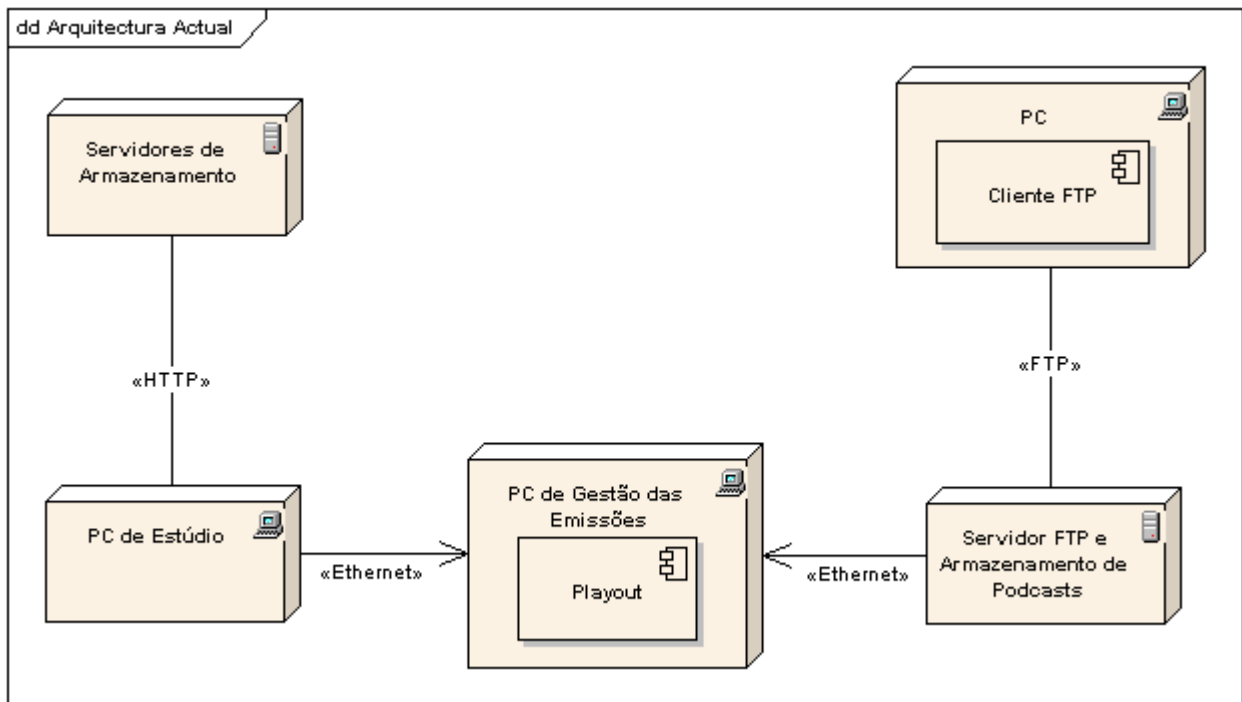 dd Arquitectura Actual
Servidores de
Armazenamento
PC
Cliente FTP
«HTTP»
«FTP»
PC de Estúdio
«Ethernet»
PC de Gestão das
Emissões
Playout
«Ethernet»
Servidor FTP e
Armazenamento de
Podcasts